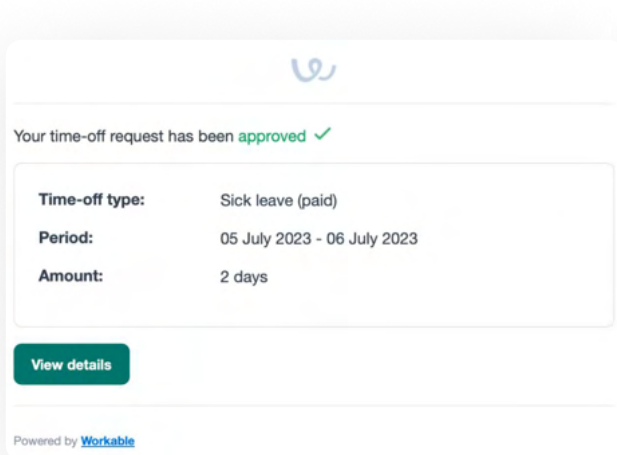 Your time-off request has been approved ✓
Time-off type: Sick leave (paid)
Period: 05 July 2023 - 06 July 2023
Amount: 2 days
View details
Powered by Workable